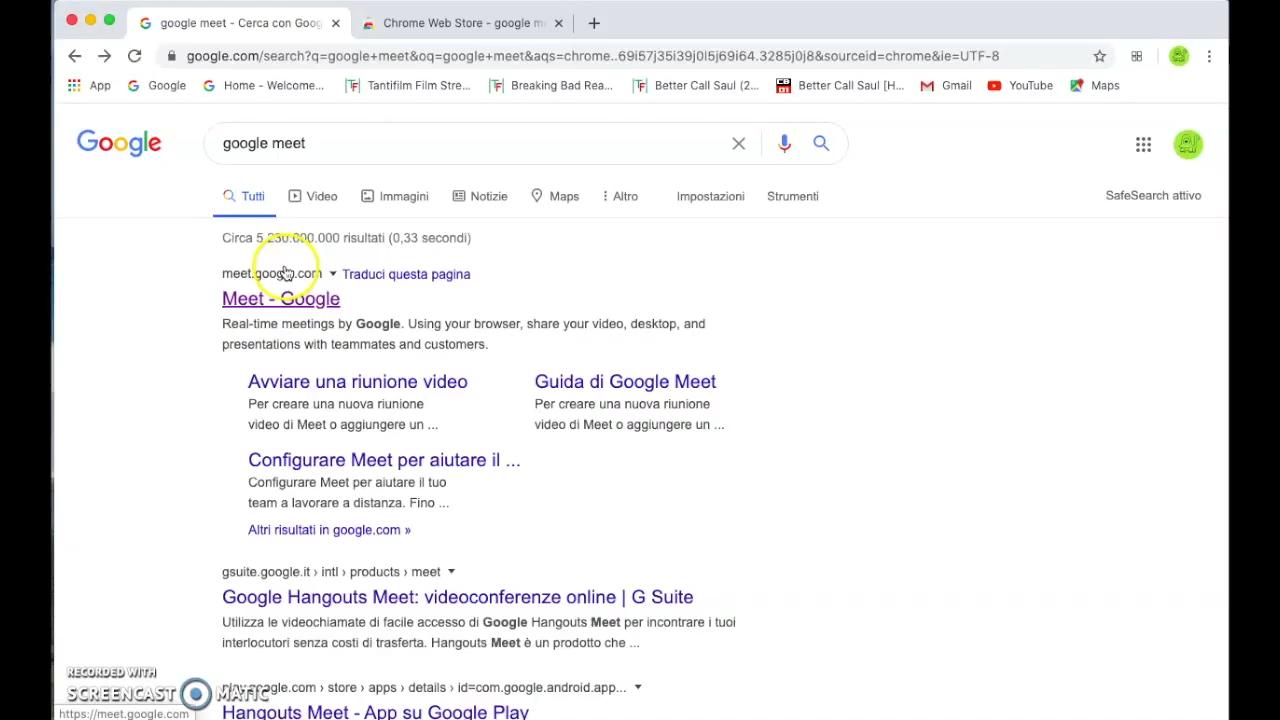 google meet - Cerca con Goog
Chrome Web Store - google me
google.com/search?q=google+meet&oq=google+meet&aqs=chrome..69i57j35i39j0l5j69i64.3285j0j8&sourceid=chrome&ie=UTF-8
App
Google
Home - Welcome...
Tantifilm Film Stre...
Breaking Bad Rea...
Better Call Saul (2...
Better Call Saul [H...
Gmail
YouTube
Maps
Google
google meet
Tutti
Video
Immagini
Notizie
Maps
Altro
Impostazioni
Strumenti
SafeSearch attivo
Circa 5.230.000.000 risultati (0,33 secondi)
meet.google.com
Traduci questa pagina
Meet - Google
Real-time meetings by Google. Using your browser, share your video, desktop, and
presentations with teammates and customers.
Avviare una riunione video
Per creare una nuova riunione
video di Meet o aggiungere un ...
Guida di Google Meet
Per creare una nuova riunione
video di Meet o aggiungere un ...
Configurare Meet per aiutare il ...
Configurare Meet per aiutare il tuo
team a lavorare a distanza. Fino ...
Altri risultati in google.com »
gsuite.google.it › intl › products › meet
Google Hangouts Meet: videoconferenze online | G Suite
Utilizza le videochiamate di facile accesso di Google Hangouts Meet per incontrare i tuoi
interlocutori senza costi di trasferta. Hangouts Meet è un prodotto che ...
play.google.com › store › apps › details › id=com.google.android.app...
Hangouts Meet - App su Google Play
RECORDED WITH
SCREENCAST MATIC
https://meet.google.com